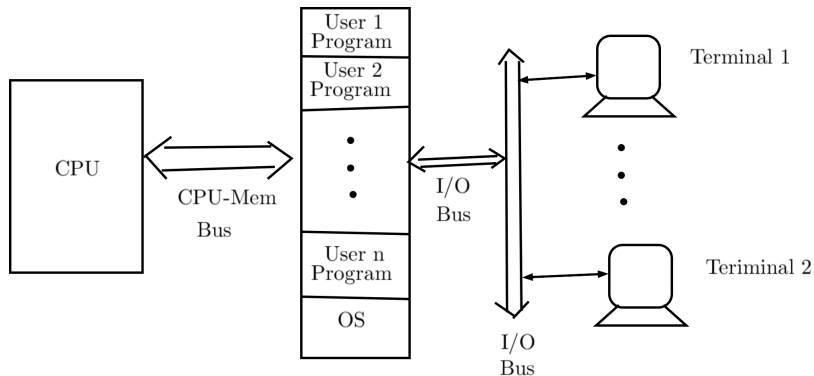 User 1
Program
User 2
Program
CPU
CPU-Mem
Bus
User n
Program
OS
I/O
Bus
I/O
Bus
Terminal 1
Teriminal 2